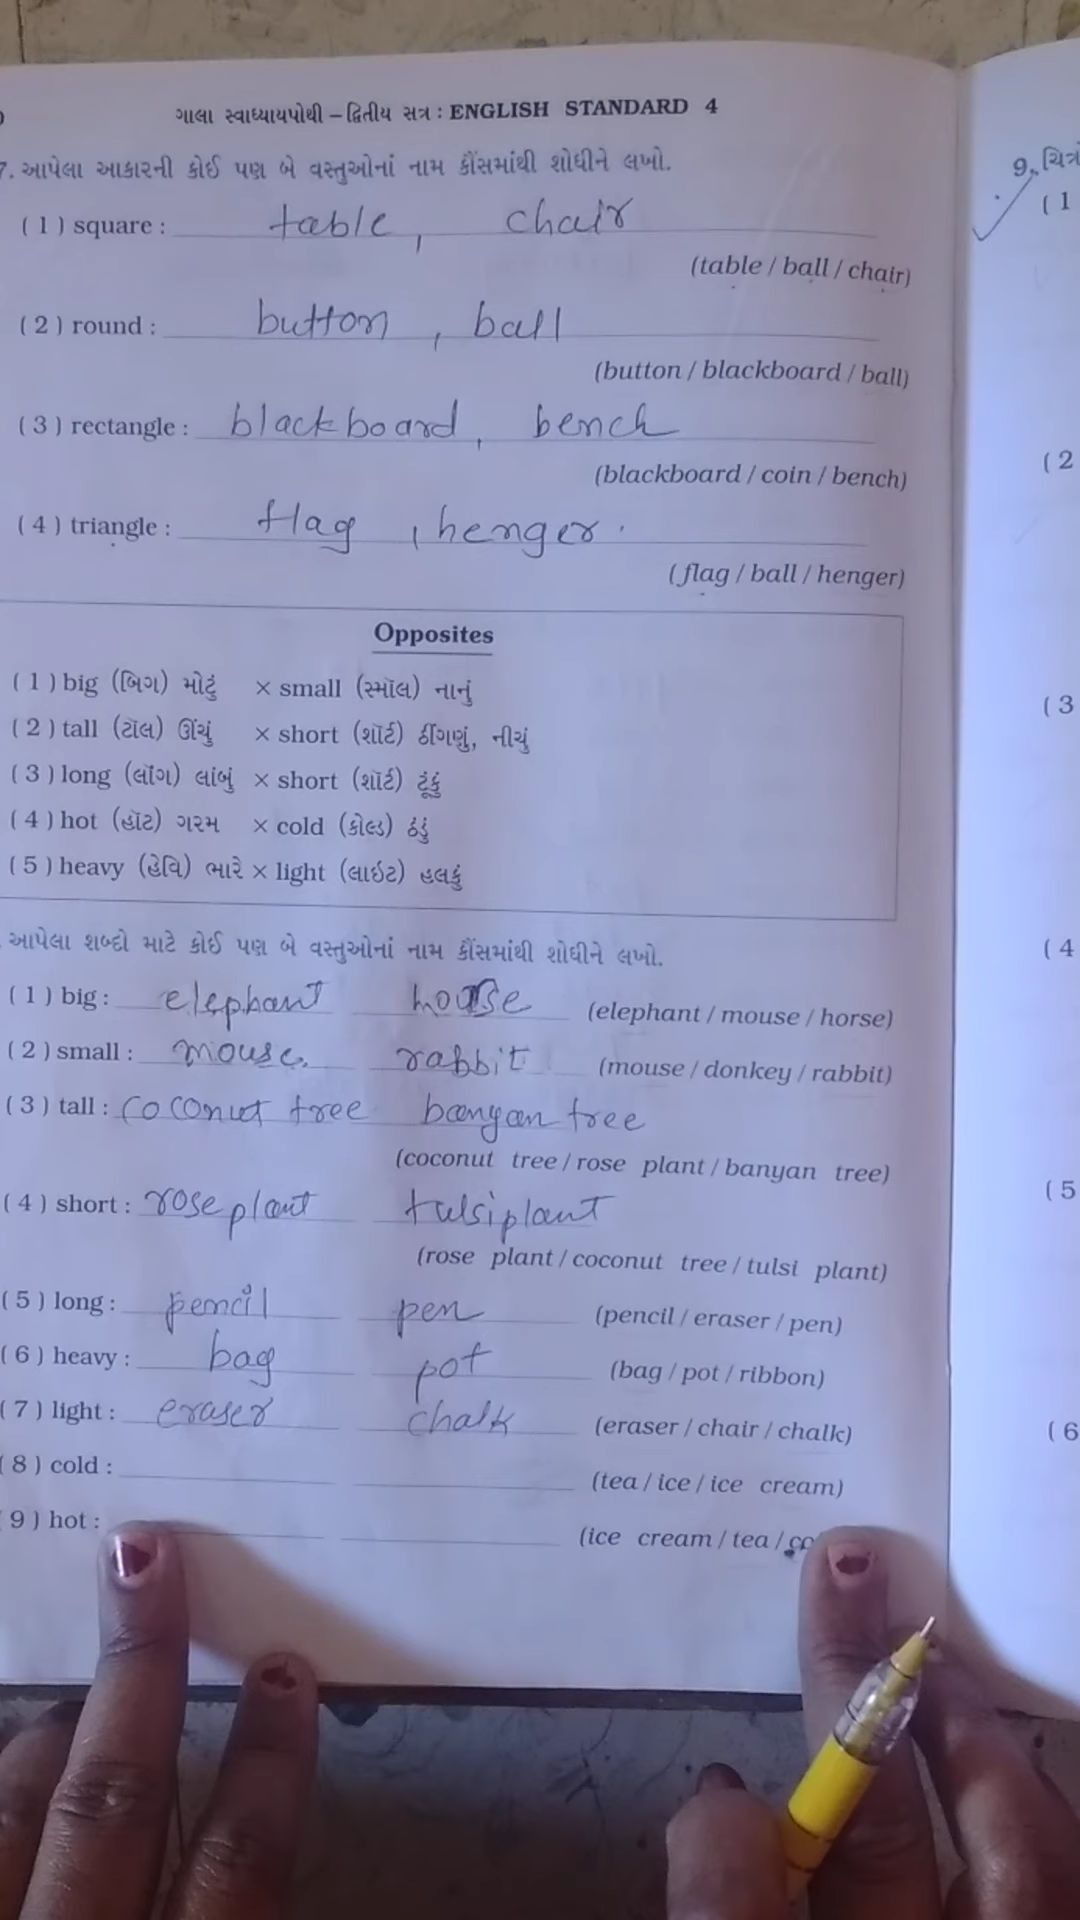 ગાલા સ્વાધ્યાયપોથી – દ્વિતીય સત્ર : ENGLISH STANDARD 4
7. આપેલા આકારની કોઈ પણ બે વસ્તુઓનાં નામ કૌંસમાંથી શોધીને લખો.
( 1 ) square : table, chair
(table / ball / chair)
( 2 ) round : button, ball
(button / blackboard / ball)
( 3 ) rectangle : blackboard, bench
(blackboard / coin / bench)
( 4 ) triangle : flag, henger.
(flag / ball / henger)
Opposites
( 1 ) big (બિગ) મોટું × small (સ્મૉલ) નાનું
( 2 ) tall (ટૉલ) ઊંચું × short (શૉર્ટ) ઠીંગણું, નીચું
( 3 ) long (લૉંગ) લાંબું × short (શૉર્ટ) ટૂંકું
( 4 ) hot (હૉટ) ગરમ × cold (કોલ્ડ) ઠંડું
( 5 ) heavy (હેવિ) ભારે × light (લાઇટ) હલકું
આપેલા શબ્દો માટે કોઈ પણ બે વસ્તુઓનાં નામ કૌંસમાંથી શોધીને લખો.
( 1 ) big : elephant horse (elephant / mouse / horse)
( 2 ) small : mouse. rabbit (mouse / donkey / rabbit)
( 3 ) tall : coconut tree banyan tree
(coconut tree / rose plant / banyan tree)
( 4 ) short : rose plant tulsi plant
(rose plant / coconut tree / tulsi plant)
( 5 ) long : pencil pen (pencil / eraser / pen)
( 6 ) heavy : bag pot (bag / pot / ribbon)
( 7 ) light : eraser chalk (eraser / chair / chalk)
( 8 ) cold : (tea / ice / ice cream)
9 ) hot : (ice cream / tea /
9. ચિત્રો
( 1
( 2
( 3
( 4
( 5
( 6